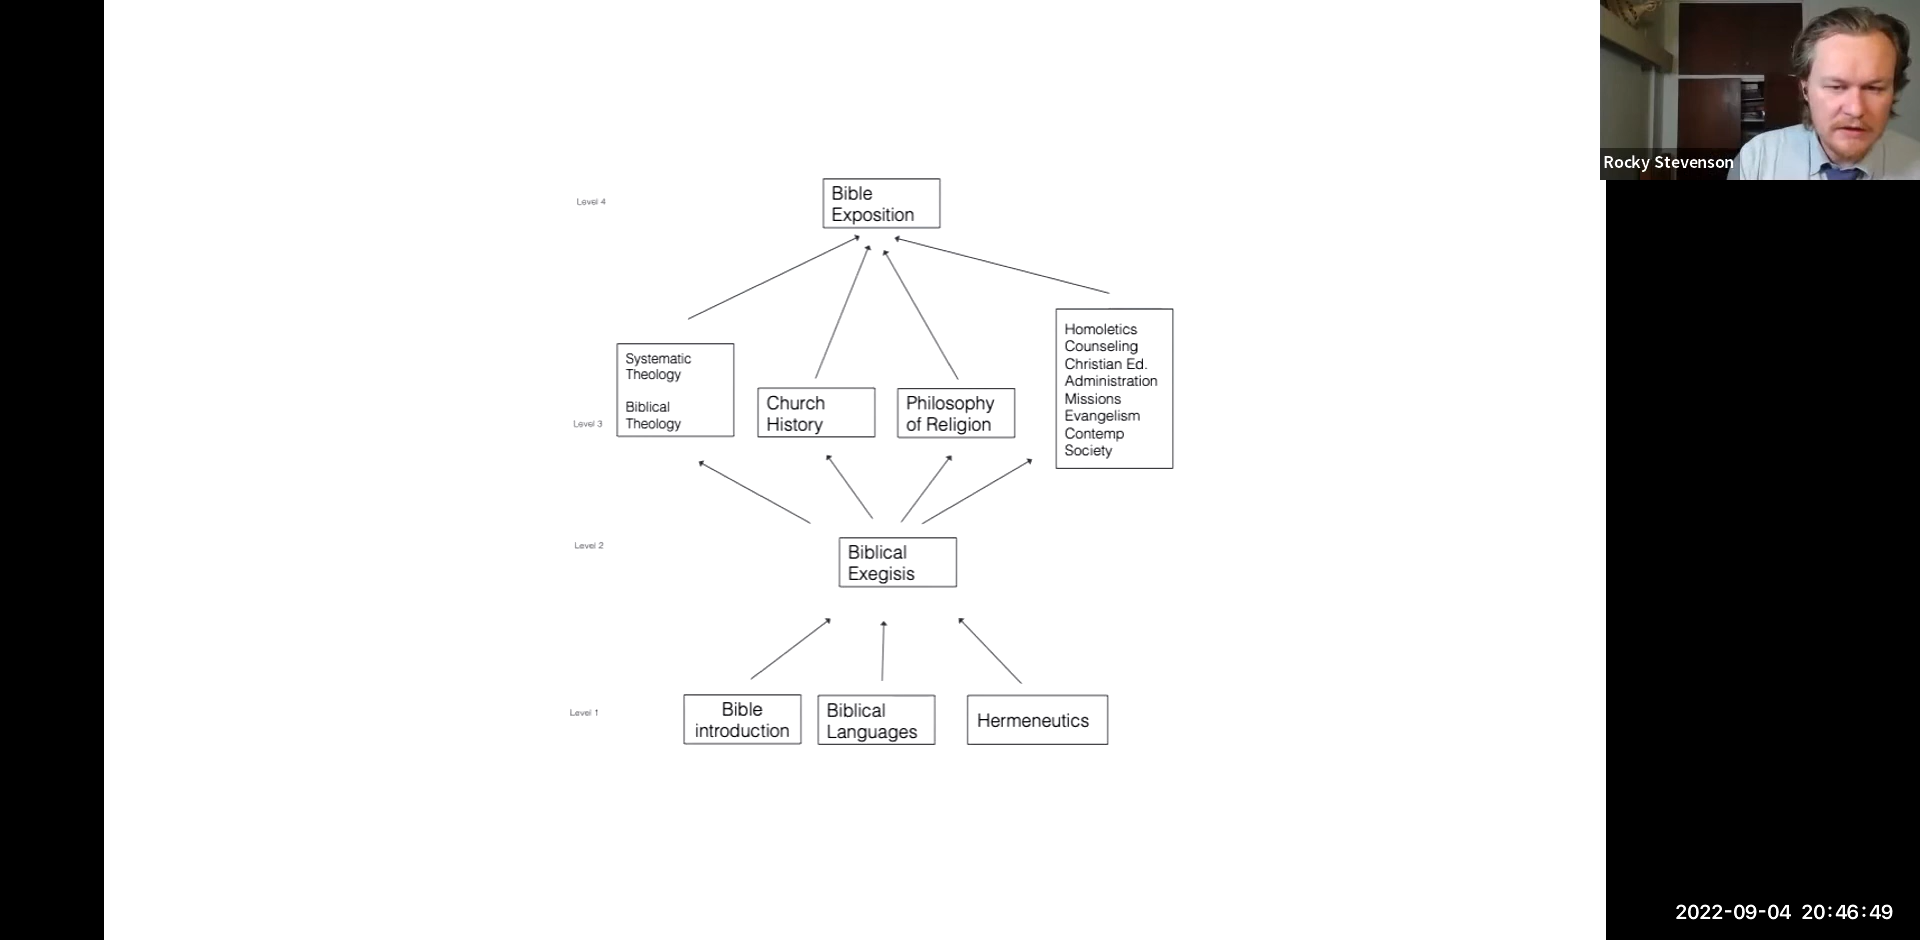 Rocky Stevenson
Level 4
Bible
Exposition
Systematic
Theology
Biblical
Theology
Church
History
Philosophy
of Religion
Homoletics
Counseling
Christian Ed.
Administration
Missions
Evangelism
Contemp
Society
Level 3
Level 2
Biblical
Exegisis
Level 1
Bible
introduction
Biblical
Languages
Hermeneutics
2022-09-04 20:46:49